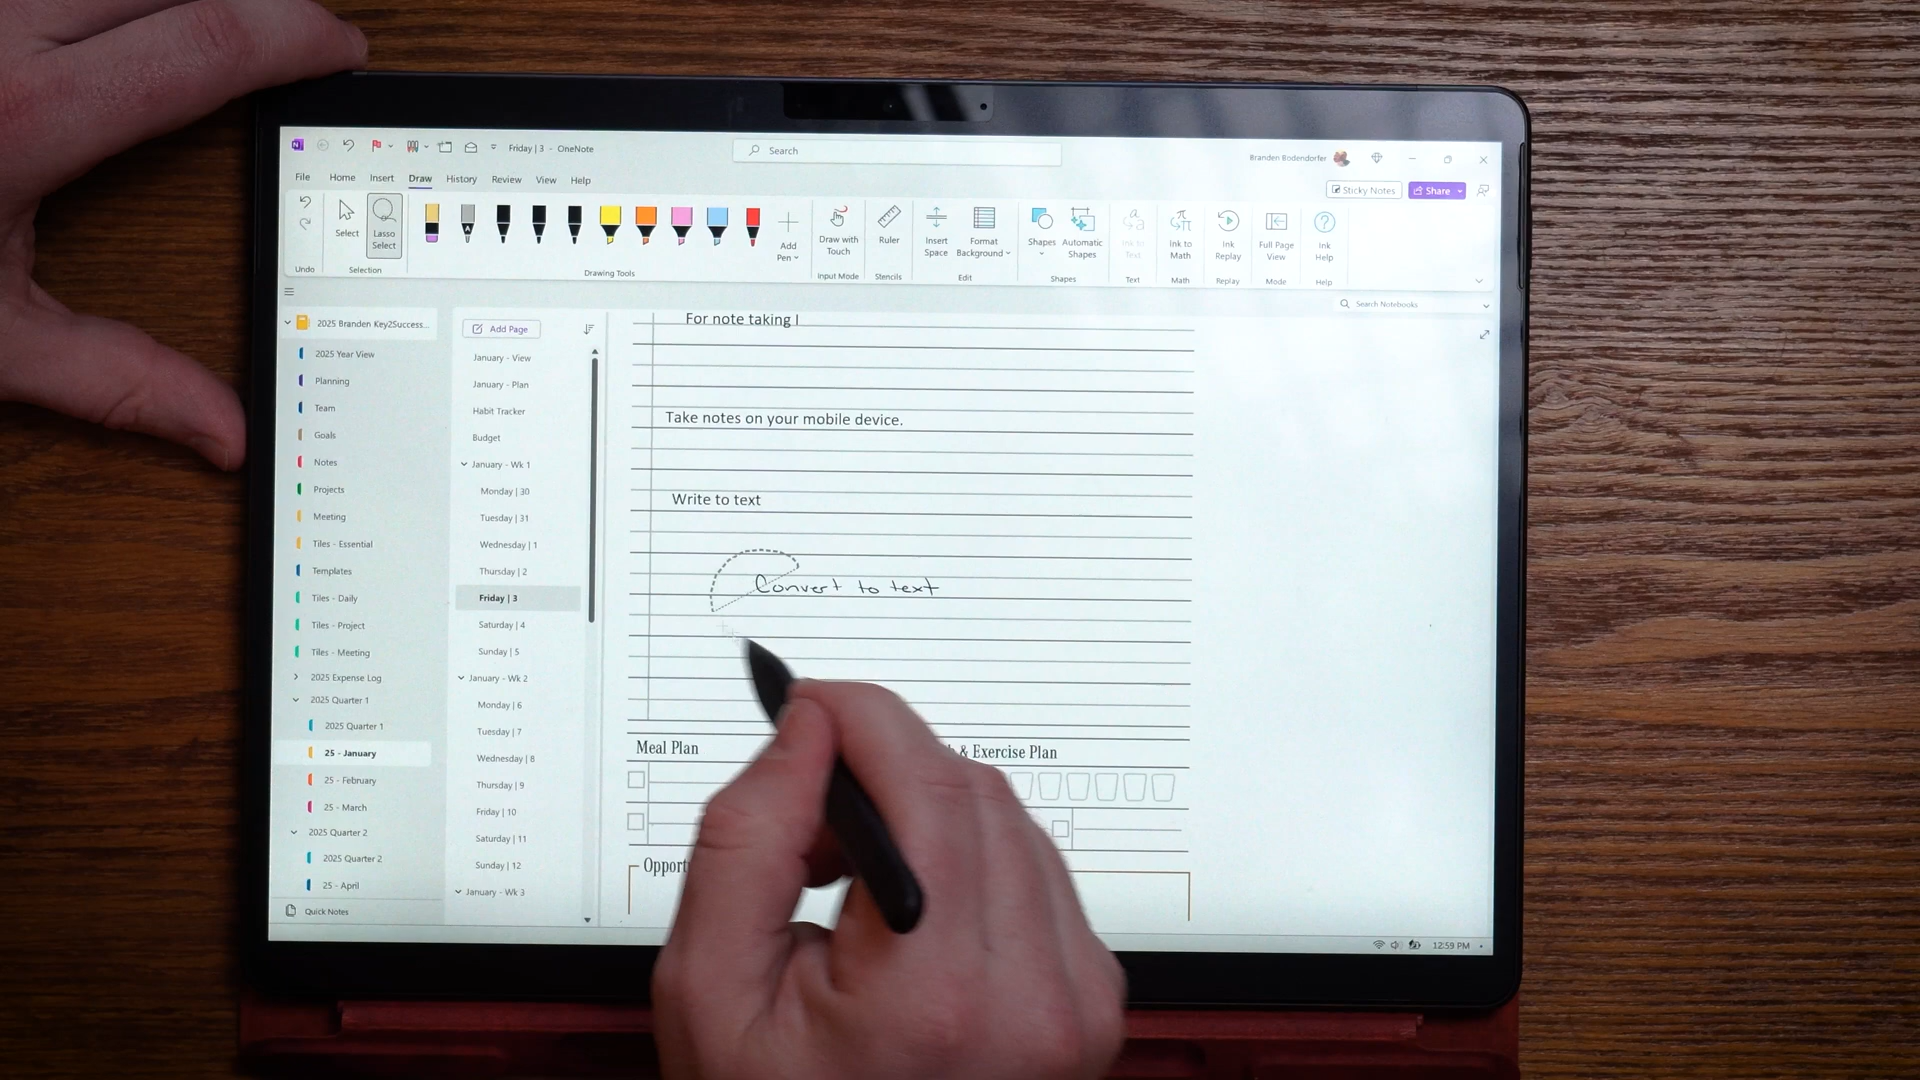 Friday | 3 - OneNote
Search
Branden Bodendorfer
File Home Insert Draw History Review View Help
Sticky Notes
Share
Undo
Select
Lasso Select
Selection
Drawing Tools
Add Pen
Draw with Touch
Input Mode
Ruler
Stencils
Insert Space
Format Background
Edit
Shapes
Automatic Shapes
Shapes
Ink to Text
Text
Ink to Math
Math
Ink Replay
Replay
Full Page View
Mode
Ink Help
Help
Search Notebooks
2025 Branden Key2Success...
2025 Year View
Planning
Team
Goals
Notes
Projects
Meeting
Tiles - Essential
Templates
Tiles - Daily
Tiles - Project
Tiles - Meeting
2025 Expense Log
2025 Quarter 1
2025 Quarter 1
25 - January
25 - February
25 - March
2025 Quarter 2
2025 Quarter 2
25 - April
Quick Notes
Add Page
January - View
January - Plan
Habit Tracker
Budget
January - Wk 1
Monday | 30
Tuesday | 31
Wednesday | 1
Thursday | 2
Friday | 3
Saturday | 4
Sunday | 5
January - Wk 2
Monday | 6
Tuesday | 7
Wednesday | 8
Thursday | 9
Friday | 10
Saturday | 11
Sunday | 12
January - Wk 3
For note taking I
Take notes on your mobile device.
Write to text
Convert to text
Meal Plan
& Exercise Plan
Opport
12:59 PM